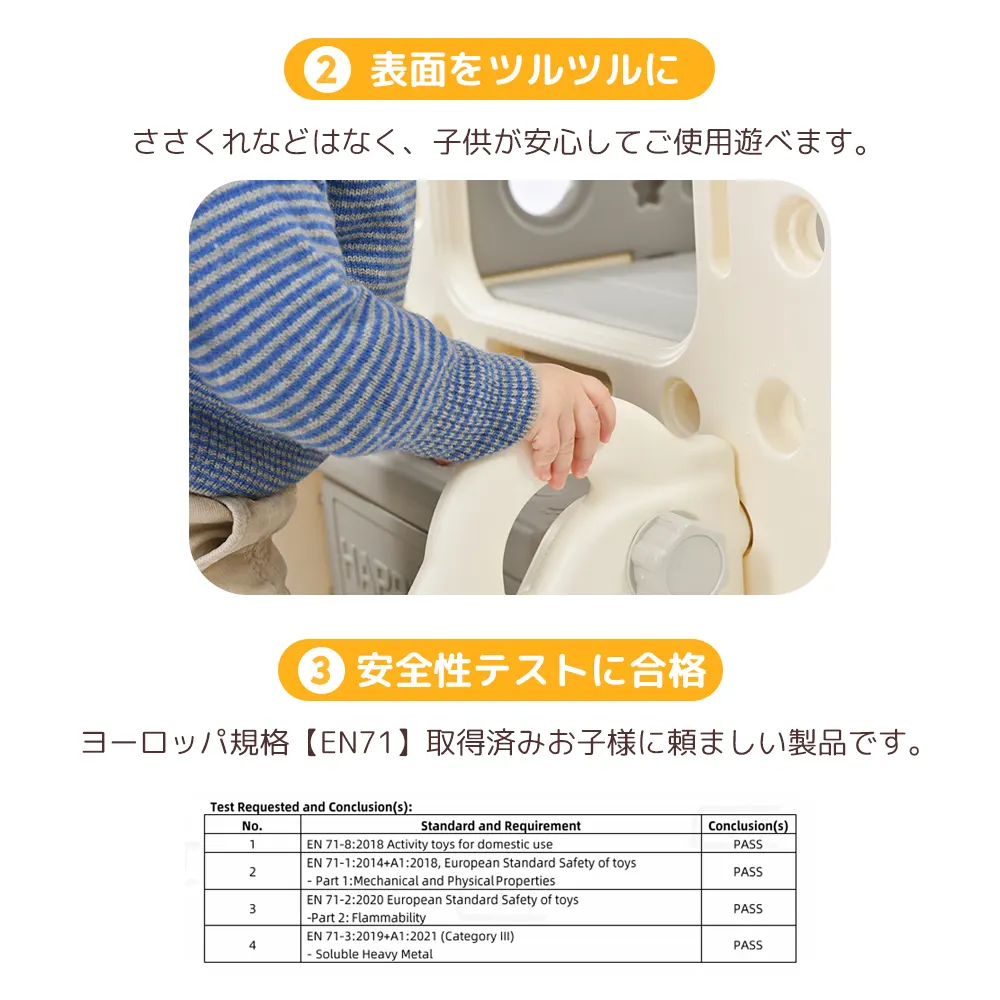 2 表面をツルツルに
ささくれなどはなく、子供が安心してご使用遊べます。
HAPP
3 安全性テストに合格
ヨーロッパ規格【EN71】取得済みお子様に頼ましい製品です。
Test Requested and Conclusion(s):
No. Standard and Requirement Conclusion(s)
1 EN 71-8:2018 Activity toys for domestic use PASS
2 EN 71-1:2014+A1:2018, European Standard Safety of toys
- Part 1:Mechanical and Physical Properties PASS
3 EN 71-2:2020 European Standard Safety of toys
-Part 2: Flammability PASS
4 EN 71-3:2019+A1:2021 (Category III)
- Soluble Heavy Metal PASS